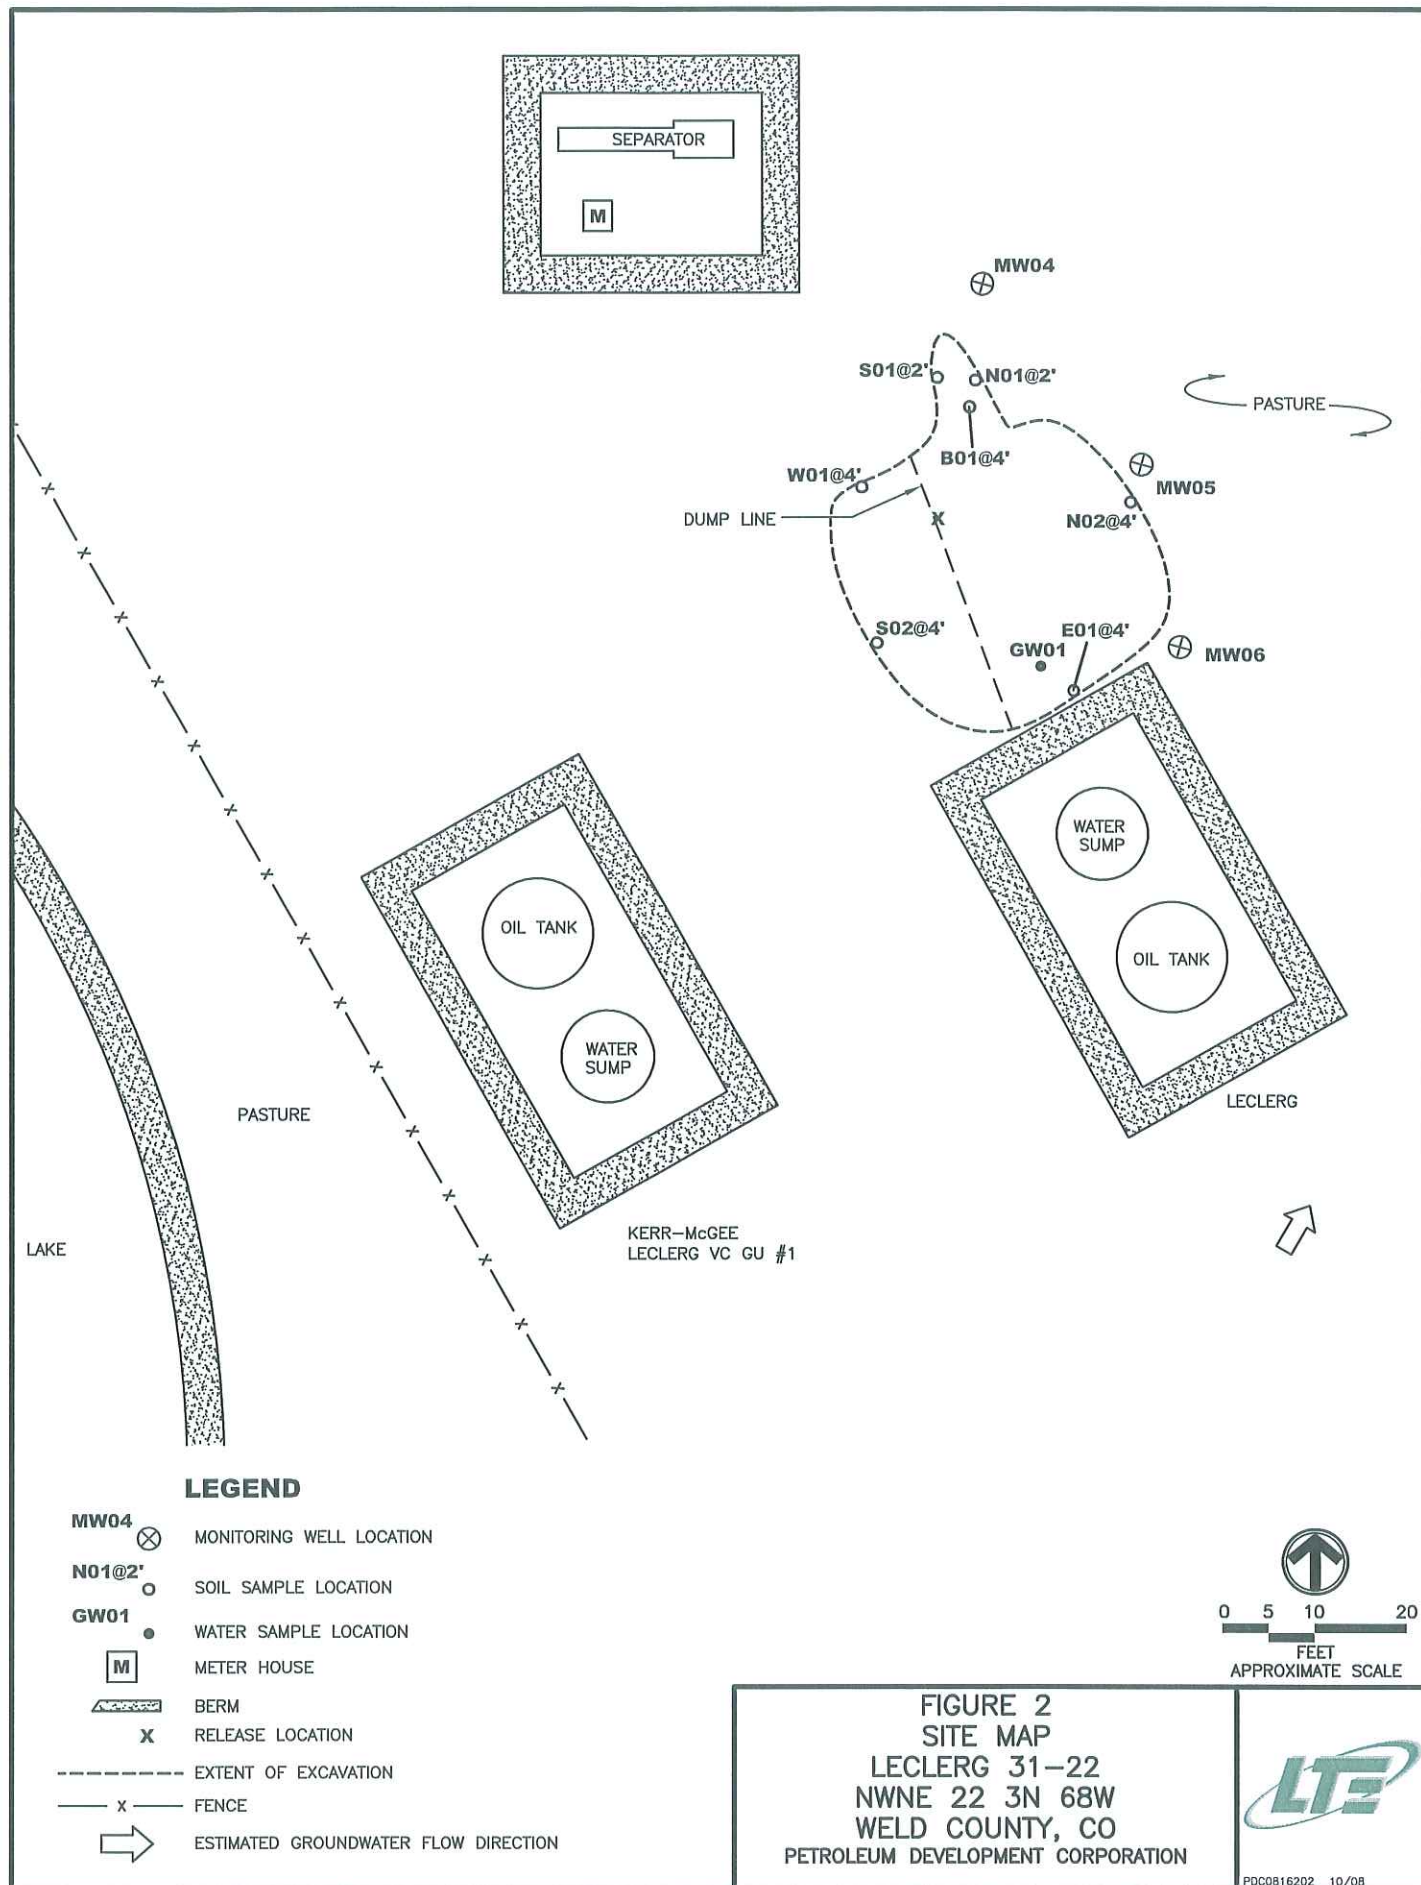 SEPARATOR
M
MW04
S01@2'
N01@2'
PASTURE
B01@4'
W01@4'
MW05
DUMP LINE
X
N02@4'
S02@4'
E01@4'
GW01
MW06
WATER
SUMP
OIL TANK
OIL TANK
WATER
SUMP
LECLERG
PASTURE
KERR-McGEE
LECLERG VC GU #1
LAKE
LEGEND
MW04
MONITORING WELL LOCATION
N01@2'
SOIL SAMPLE LOCATION
GW01
WATER SAMPLE LOCATION
M METER HOUSE
BERM
X RELEASE LOCATION
EXTENT OF EXCAVATION
X FENCE
ESTIMATED GROUNDWATER FLOW DIRECTION
0 5 10 20
FEET
APPROXIMATE SCALE
FIGURE 2
SITE MAP
LECLERG 31-22
NWNE 22 3N 68W
WELD COUNTY, CO
PETROLEUM DEVELOPMENT CORPORATION
LTE
PDC0816202 10/08